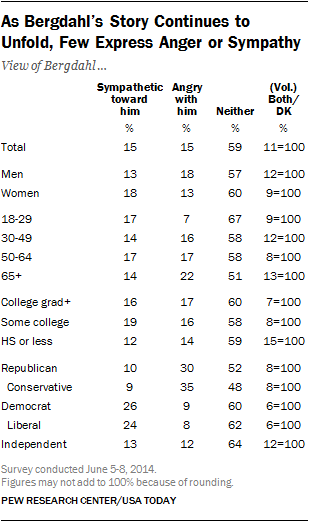 As Bergdahl's Story Continues to
Unfold, Few Express Anger or Sympathy
View of Bergdahl ...
Sympathetic toward him Angry with him Neither (Vol.) Both/ DK
% % % %
Total 15 15 59 11=100
Men 13 18 57 12=100
Women 18 13 60 9=100
18-29 17 7 67 9=100
30-49 14 16 58 12=100
50-64 17 17 58 8=100
65+ 14 22 51 13=100
College grad+ 16 17 60 7=100
Some college 19 16 58 8=100
HS or less 12 14 59 15=100
Republican 10 30 52 8=100
Conservative 9 35 48 8=100
Democrat 26 9 60 6=100
Liberal 24 8 62 6=100
Independent 13 12 64 12=100
Survey conducted June 5-8, 2014.
Figures may not add to 100% because of rounding.
PEW RESEARCH CENTER/USA TODAY